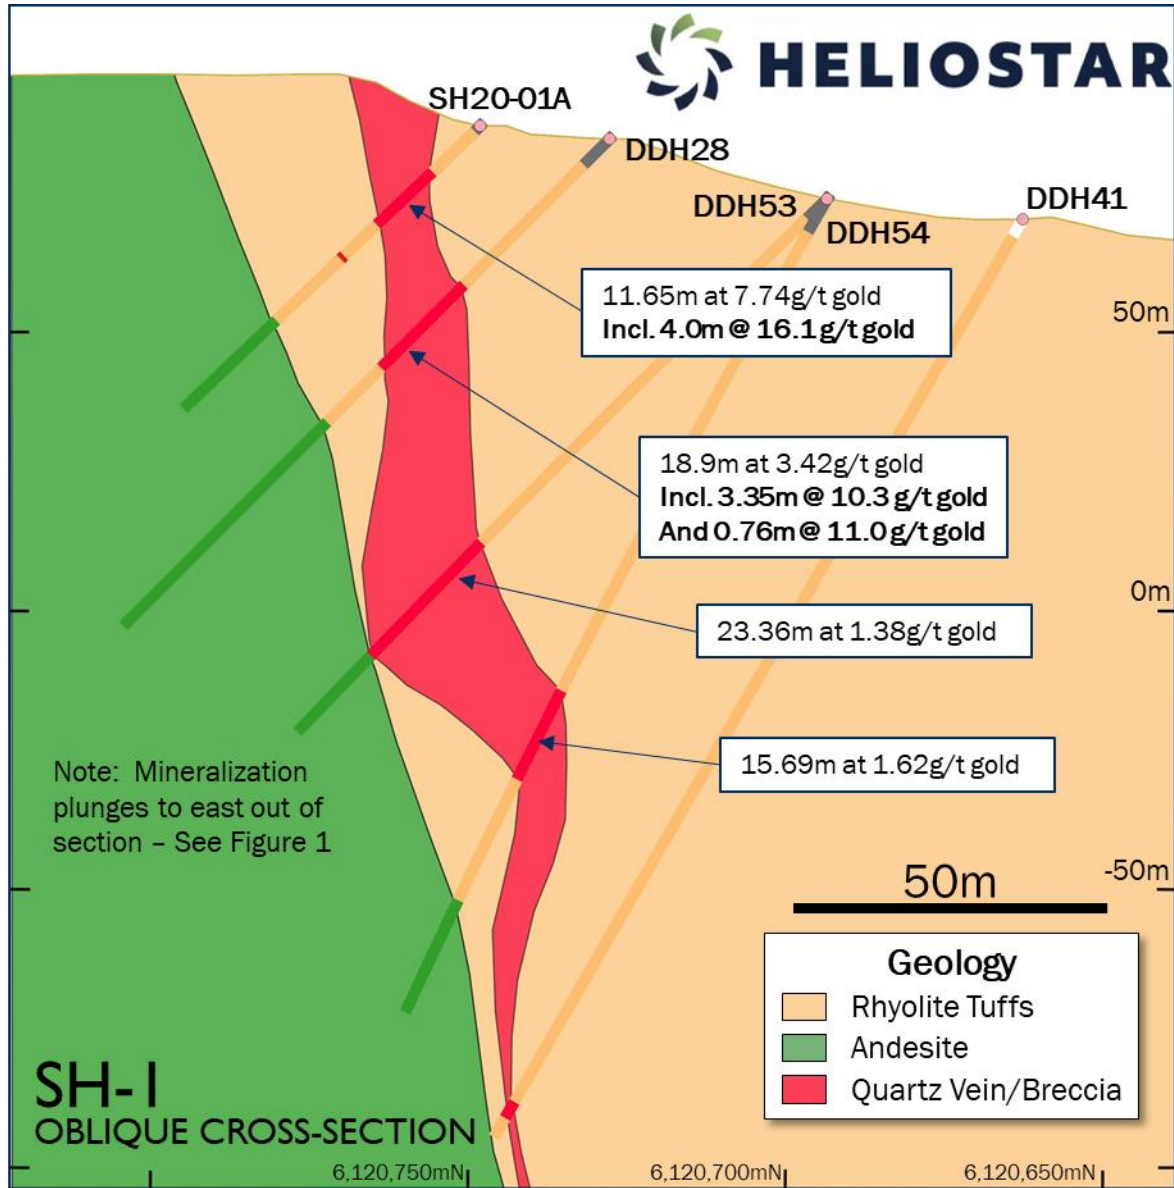 HELIOSTAR
SH20-01A
DDH28
DDH53
DDH54
DDH41
11.65m at 7.74g/t gold
Incl. 4.0m @ 16.1 g/t gold
50m
18.9m at 3.42g/t gold
Incl. 3.35m @ 10.3 g/t gold
And 0.76m @ 11.0 g/t gold
0m
23.36m at 1.38g/t gold
15.69m at 1.62g/t gold
Note: Mineralization
plunges to east out of
section – See Figure 1
-50m
50m
Geology
Rhyolite Tuffs
Andesite
Quartz Vein/Breccia
SH-1
OBLIQUE CROSS-SECTION
6,120,750mN
6,120,700mN
6,120,650mN